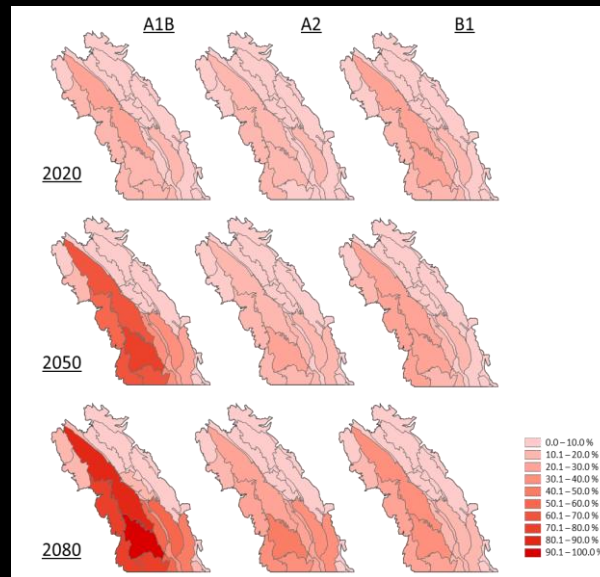 A1B A2 B1
2020
2050
2080
0.0 – 10.0 %
10.1 – 20.0 %
20.1 – 30.0 %
30.1 – 40.0 %
40.1 – 50.0 %
50.1 – 60.0 %
60.1 – 70.0 %
70.1 – 80.0 %
80.1 – 90.0 %
90.1 – 100.0 %